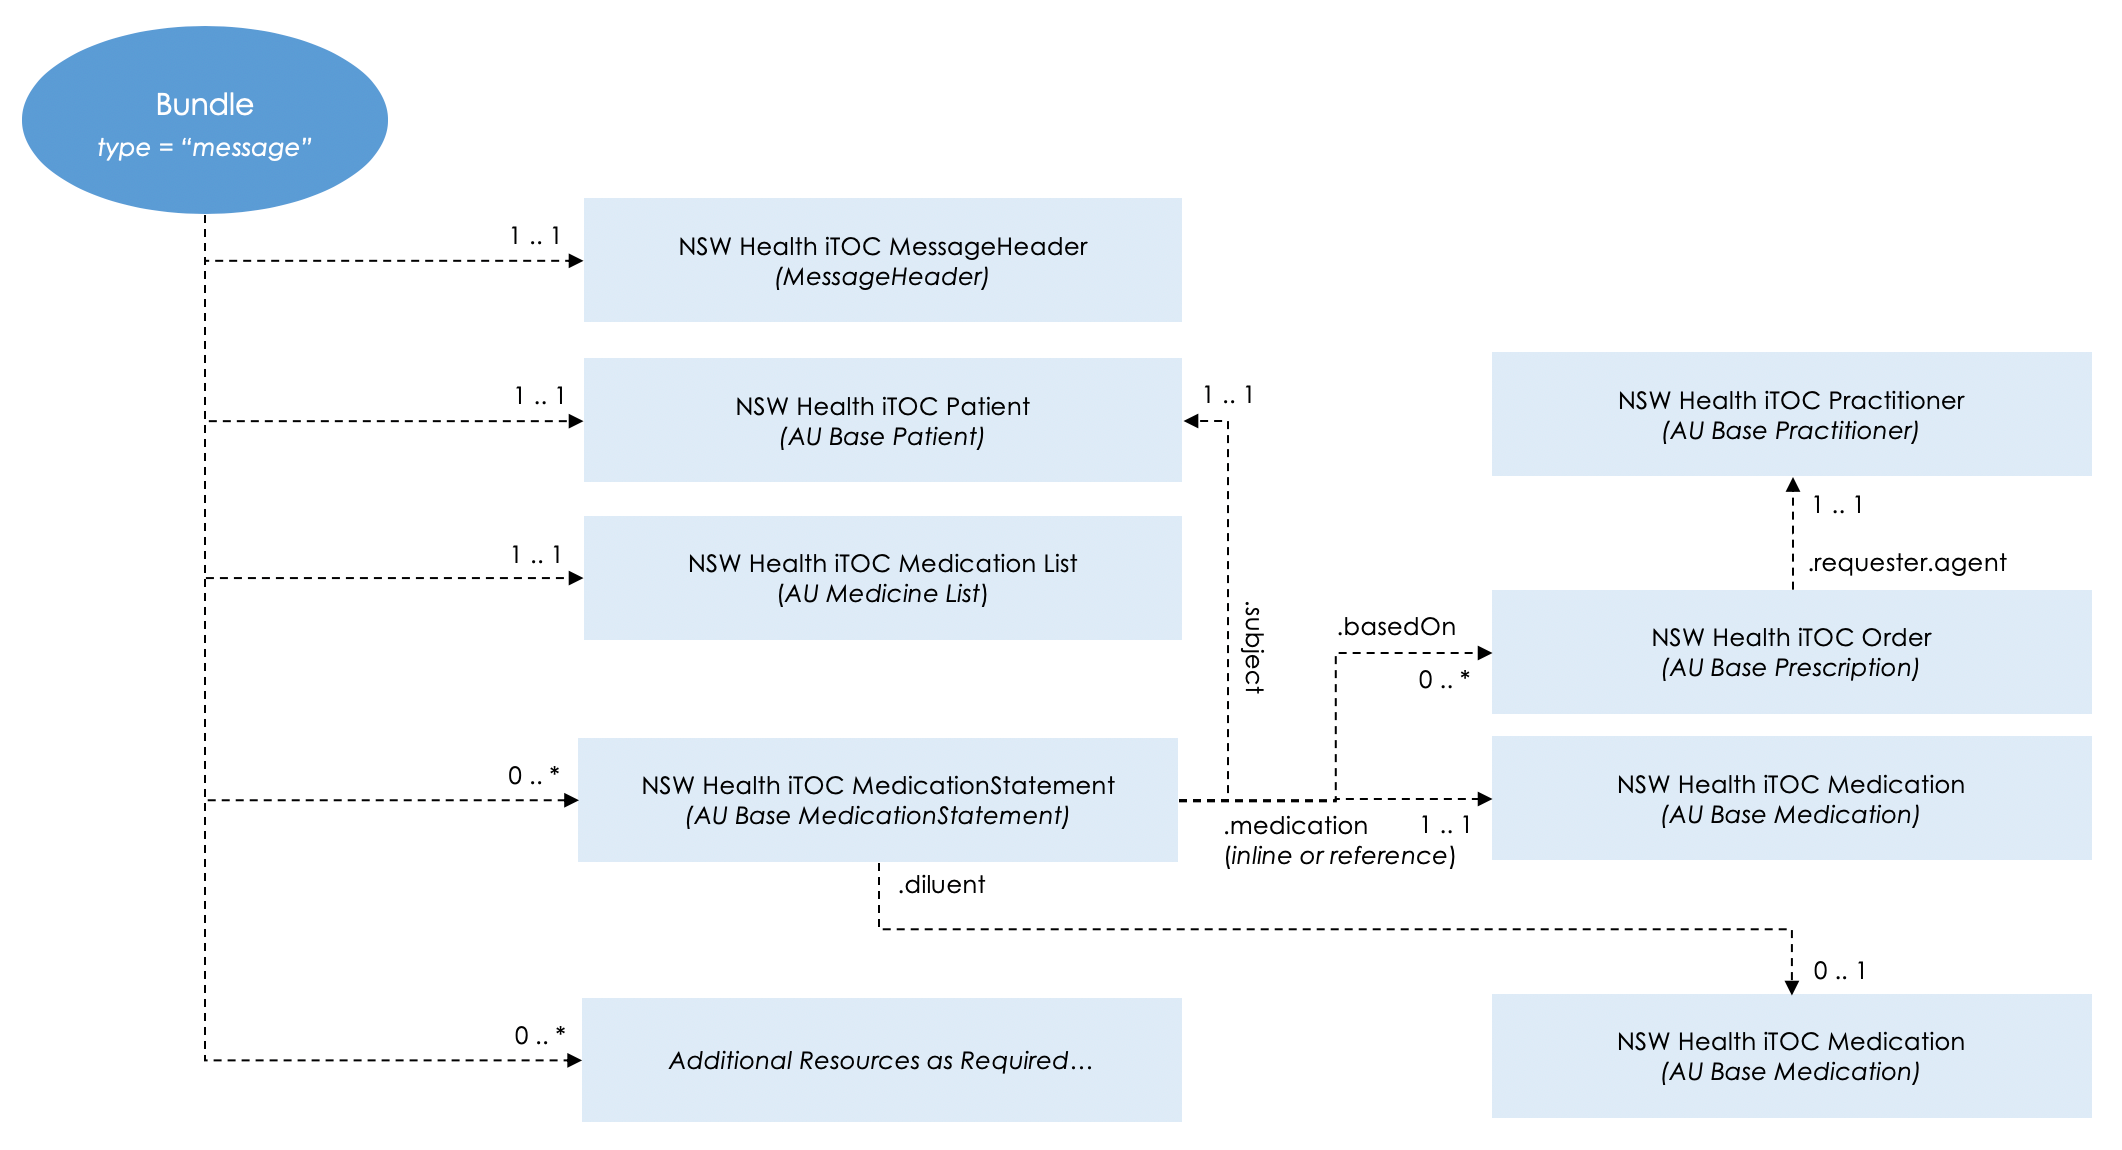 Bundle
type = “message”
1 .. 1
NSW Health iTOC MessageHeader
(MessageHeader)
1 .. 1
NSW Health iTOC Patient
(AU Base Patient)
1 .. 1
NSW Health iTOC Practitioner
(AU Base Practitioner)
1 .. 1
.requester.agent
1 .. 1
NSW Health iTOC Medication List
(AU Medicine List)
.subject
.basedOn
0 .. *
NSW Health iTOC Order
(AU Base Prescription)
0 .. *
NSW Health iTOC MedicationStatement
(AU Base MedicationStatement)
.medication
(inline or reference)
1 .. 1
NSW Health iTOC Medication
(AU Base Medication)
.diluent
0 .. 1
NSW Health iTOC Medication
(AU Base Medication)
0 .. *
Additional Resources as Required...